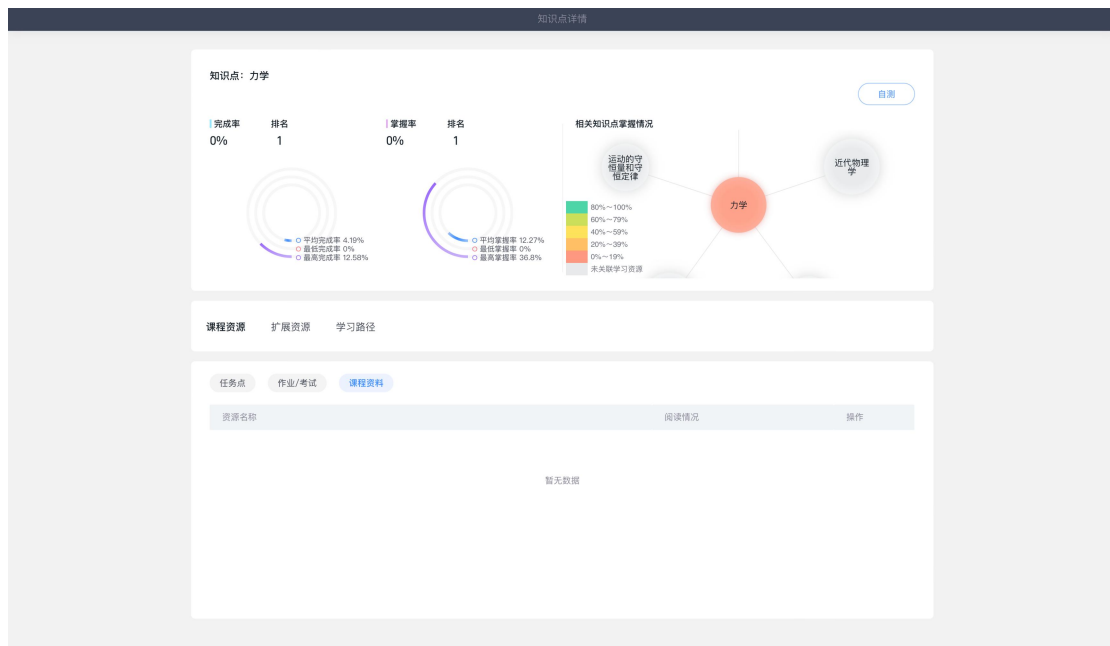 知识点详情
知识点：力学
自测
完成率 排名
0% 1
平均完成率 4.19%
最低完成率 0%
最高完成率 12.58%
掌握率 排名
0% 1
平均掌握率 12.27%
最低掌握率 0%
最高掌握率 36.8%
相关知识点掌握情况
运动的守
恒量和守
恒定律
近代物理
学
力学
80%～100%
60%～79%
40%～59%
20%～39%
0%～19%
未关联学习资源
课程资源 扩展资源 学习路径
任务点 作业/考试 课程资料
资源名称 阅读情况 操作
暂无数据